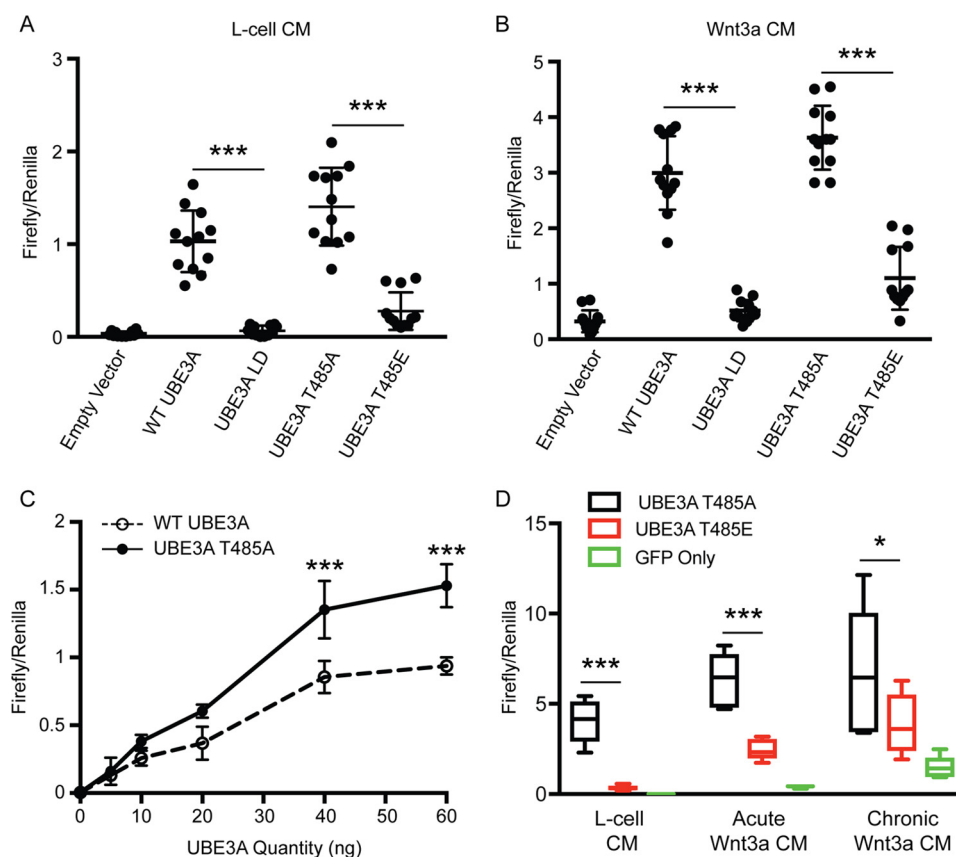 A
L-cell CM
Firefly/Renilla
3
2
1
0
***
***
Empty Vector
WT UBE3A
UBE3A LD
UBE3A T485A
UBE3A T485E
B
Wnt3a CM
Firefly/Renilla
5
4
3
2
1
0
***
***
Empty Vector
WT UBE3A
UBE3A LD
UBE3A T485A
UBE3A T485E
C
WT UBE3A
UBE3A T485A
Firefly/Renilla
2
1.5
1
0.5
0
***
***
0 10 20 30 40 50 60
UBE3A Quantity (ng)
D
UBE3A T485A
UBE3A T485E
GFP Only
Firefly/Renilla
15
10
5
0
***
***
*
L-cell
CM
Acute
Wnt3a CM
Chronic
Wnt3a CM